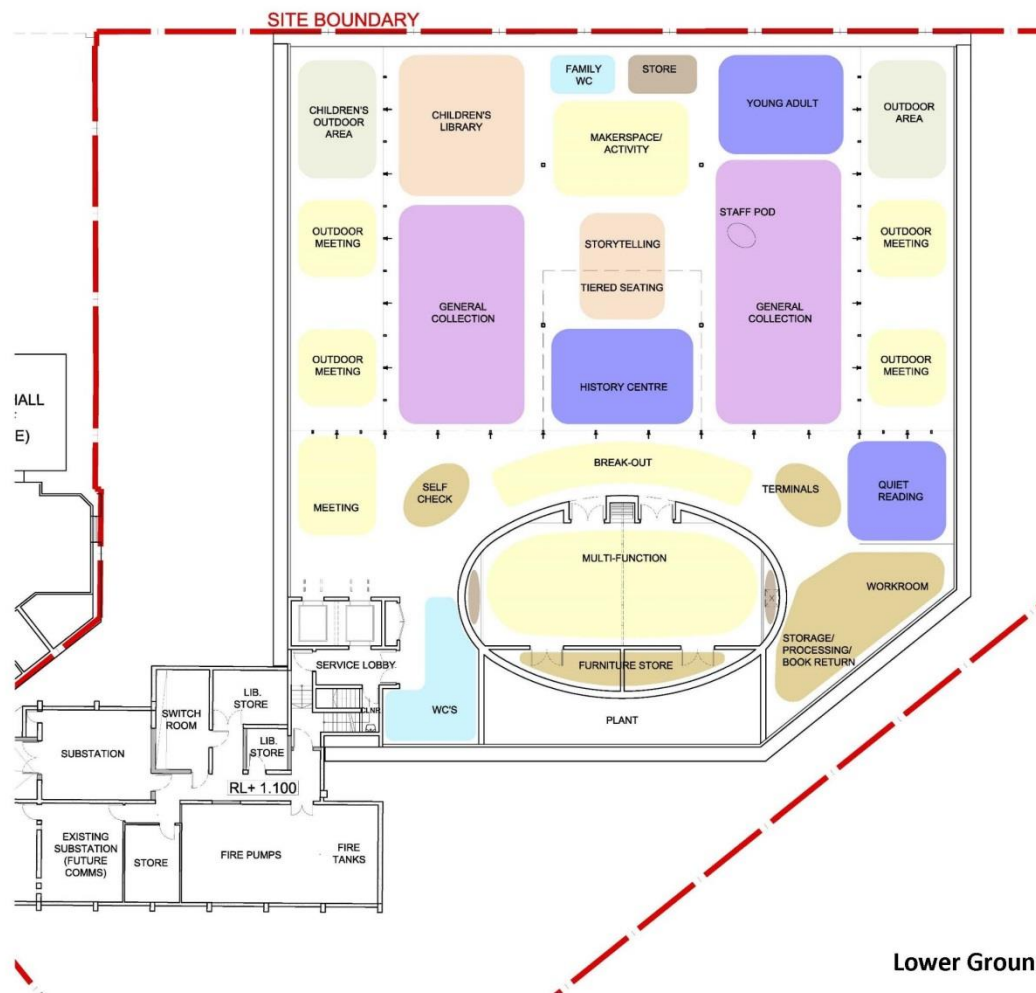 SITE BOUNDARY
FAMILY
WC
STORE
CHILDREN'S
OUTDOOR
AREA
CHILDREN'S
LIBRARY
MAKERSPACE/
ACTIVITY
YOUNG ADULT
OUTDOOR
AREA
OUTDOOR
MEETING
STORYTELLING
STAFF POD
OUTDOOR
MEETING
TIERED SEATING
GENERAL
COLLECTION
GENERAL
COLLECTION
OUTDOOR
MEETING
HISTORY CENTRE
OUTDOOR
MEETING
HALL
E)
MEETING
SELF
CHECK
BREAK-OUT
TERMINALS
QUIET
READING
MULTI-FUNCTION
WORKROOM
STORAGE/
PROCESSING/
BOOK RETURN
SERVICE LOBBY
FURNITURE STORE
LIB.
STORE
CLNR
WC'S
PLANT
SWITCH
ROOM
SUBSTATION
LIB.
STORE
RL+ 1.100
EXISTING
SUBSTATION
(FUTURE
COMMS)
STORE
FIRE PUMPS
FIRE
TANKS
Lower Groun